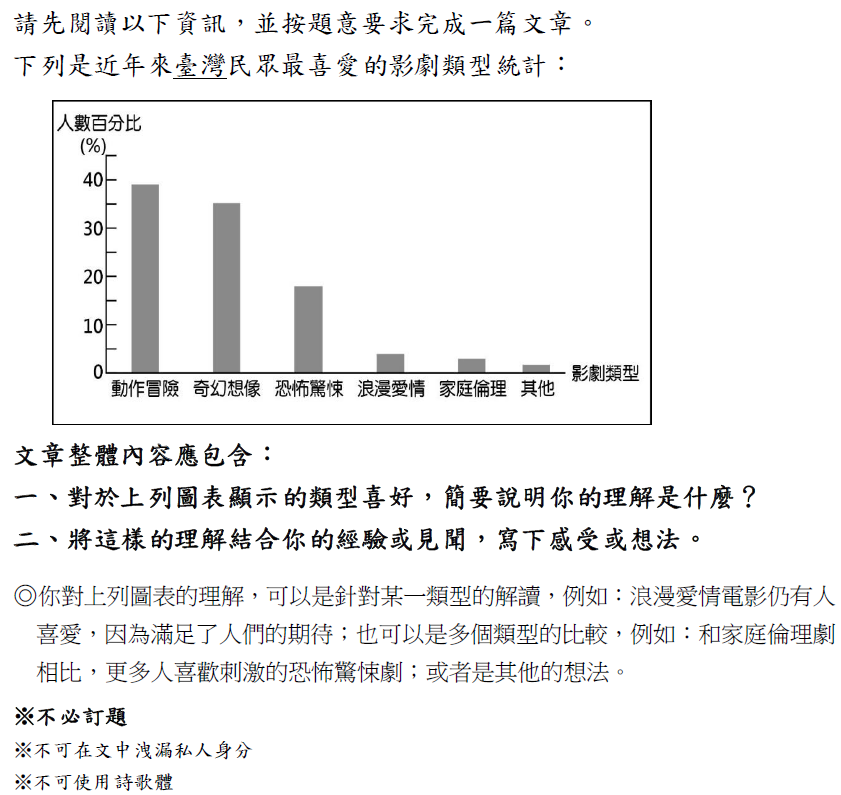 請先閱讀以下資訊，並按題意要求完成一篇文章。
下列是近年來臺灣民眾最喜愛的影劇類型統計：
人數百分比
(%)
40
30
20
10
0
動作冒險 奇幻想像 恐怖驚悚 浪漫愛情 家庭倫理 其他
影劇類型
文章整體內容應包含：
一、對於上列圖表顯示的類型喜好，簡要說明你的理解是什麼？
二、將這樣的理解結合你的經驗或見聞，寫下感受或想法。
◎你對上列圖表的理解，可以是針對某一類型的解讀，例如：浪漫愛情電影仍有人
喜愛，因為滿足了人們的期待；也可以是多個類型的比較，例如：和家庭倫理劇
相比，更多人喜歡刺激的恐怖驚悚劇；或者是其他的想法。
※不必訂題
※不可在文中洩漏私人身分
※不可使用詩歌體